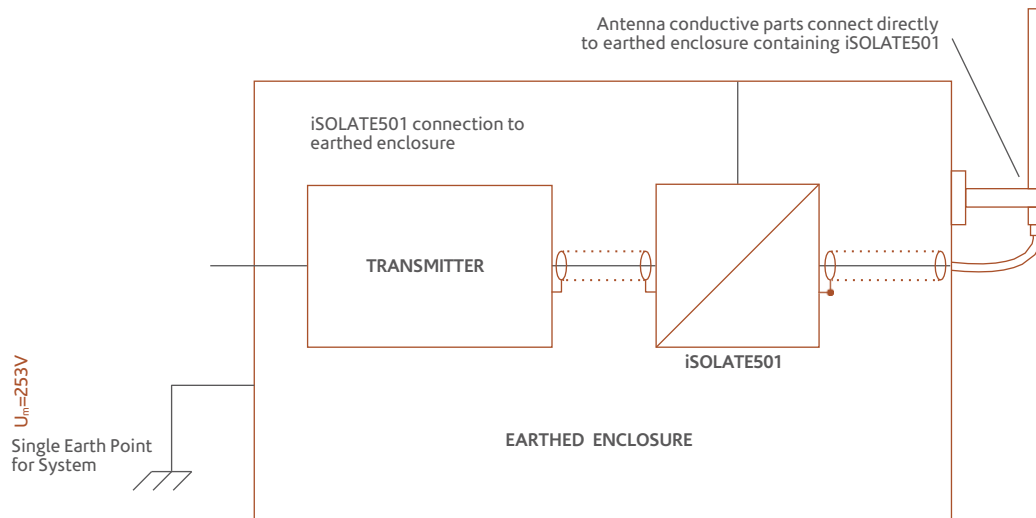 Antenna conductive parts connect directly
to earthed enclosure containing iSOLATE501
iSOLATE501 connection to
earthed enclosure
TRANSMITTER
iSOLATE501
Uₘ=253V
Single Earth Point
for System
EARTHED ENCLOSURE